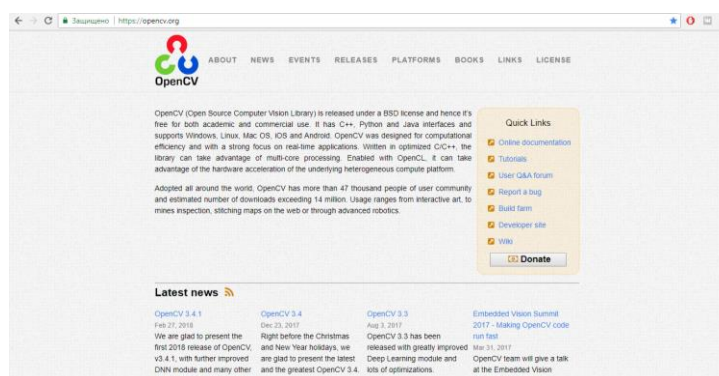 Защищено | https://opencv.org
OpenCV
ABOUT NEWS EVENTS RELEASES PLATFORMS BOOKS LINKS LICENSE
OpenCV (Open Source Computer Vision Library) is released under a BSD license and hence it's
free for both academic and commercial use. It has C++, Python and Java interfaces and
supports Windows, Linux, Mac OS, iOS and Android. OpenCV was designed for computational
efficiency and with a strong focus on real-time applications. Written in optimized C/C++, the
library can take advantage of multi-core processing. Enabled with OpenCL, it can take
advantage of the hardware acceleration of the underlying heterogeneous compute platform.
Adopted all around the world, OpenCV has more than 47 thousand people of user community
and estimated number of downloads exceeding 14 million. Usage ranges from interactive art, to
mines inspection, stitching maps on the web or through advanced robotics.
Quick Links
Online documentation
Tutorials
User Q&A forum
Report a bug
Build farm
Developer site
Wiki
Donate
Latest news
OpenCV 3.4.1
Feb 27, 2018
We are glad to present the
first 2018 release of OpenCV,
v3.4.1, with further improved
DNN module and many other
OpenCV 3.4
Dec 23, 2017
Right before the Christmas
and New Year holidays, we
are glad to present the latest
and the greatest OpenCV 3.4.
OpenCV 3.3
Aug 3, 2017
OpenCV 3.3 has been
released with greatly improved
Deep Learning module and
lots of optimizations.
Embedded Vision Summit
2017 - Making OpenCV code
run fast
Mar 31, 2017
OpenCV team will give a talk
at the Embedded Vision